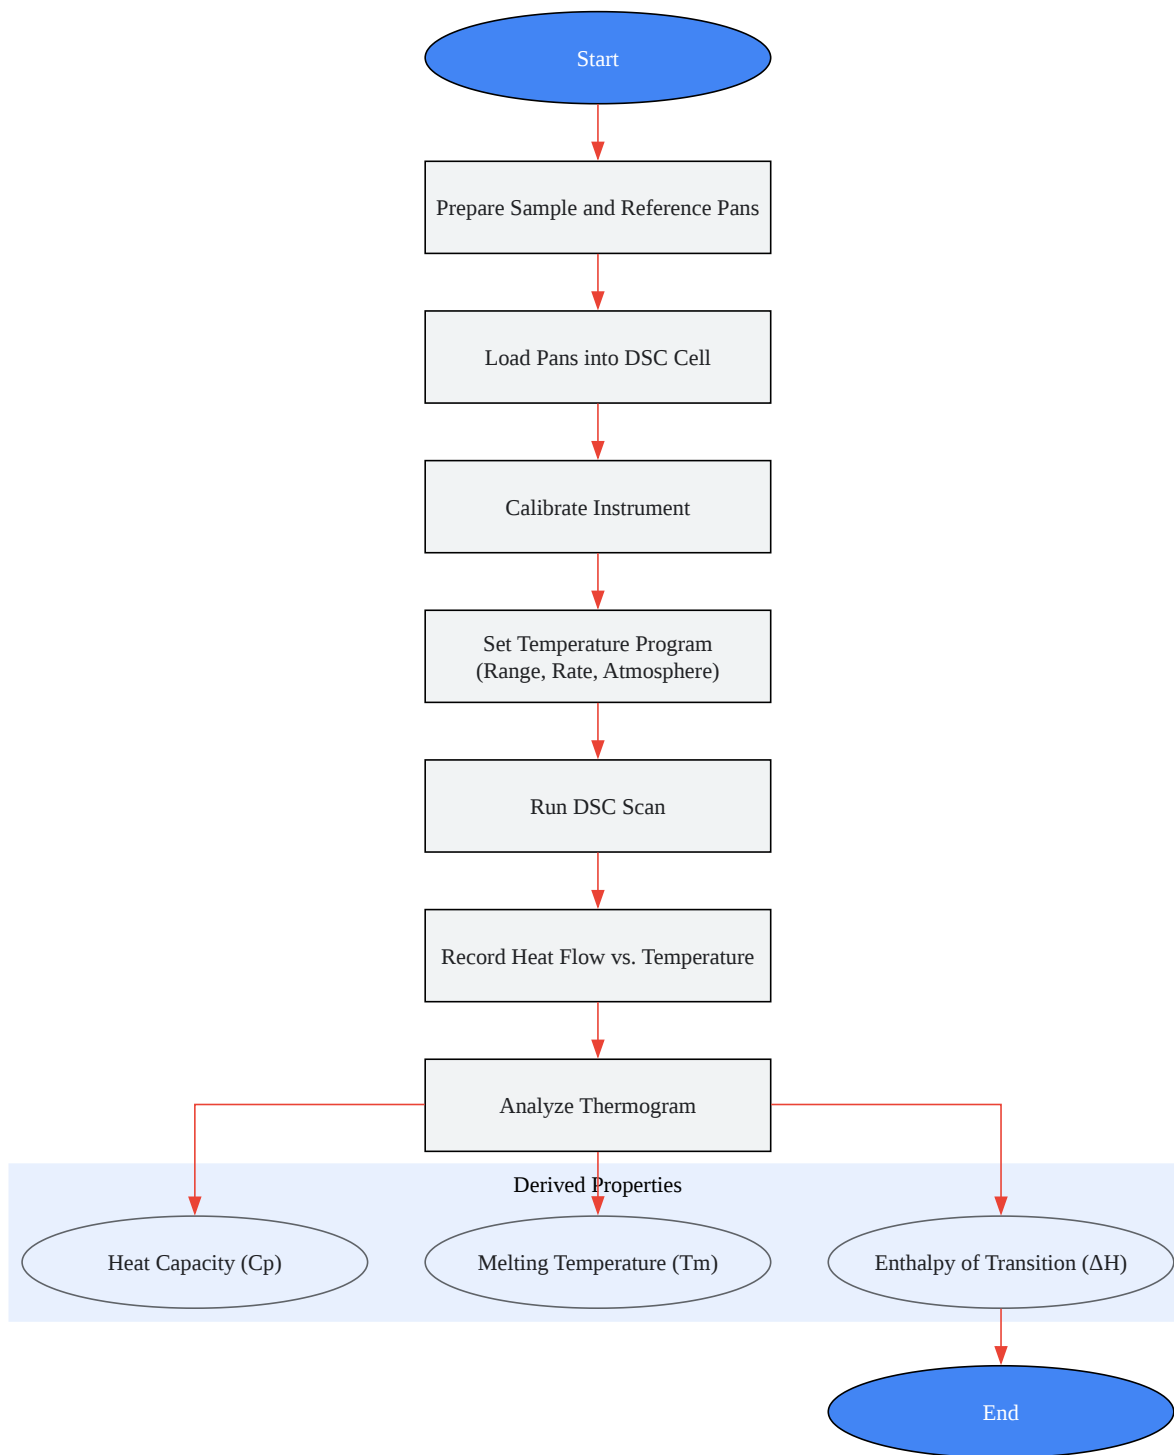 Start
Prepare Sample and Reference Pans
Load Pans into DSC Cell
Calibrate Instrument
Set Temperature Program
(Range, Rate, Atmosphere)
Run DSC Scan
Record Heat Flow vs. Temperature
Analyze Thermogram
Derived Properties
Heat Capacity (Cp)
Melting Temperature (Tm)
Enthalpy of Transition (ΔH)
End